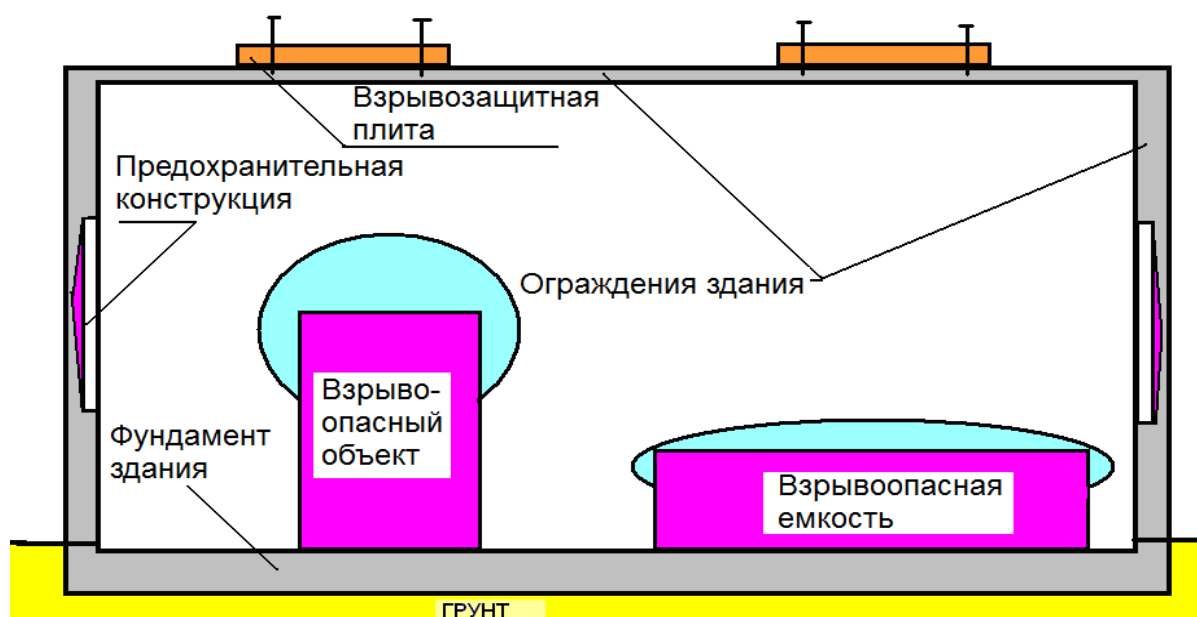 Взрывозащитная
плита
Предохранительная
конструкция
Ограждения здания
Взрыво-
опасный
объект
Фундамент
здания
Взрывоопасная
емкость
ГРУНТ